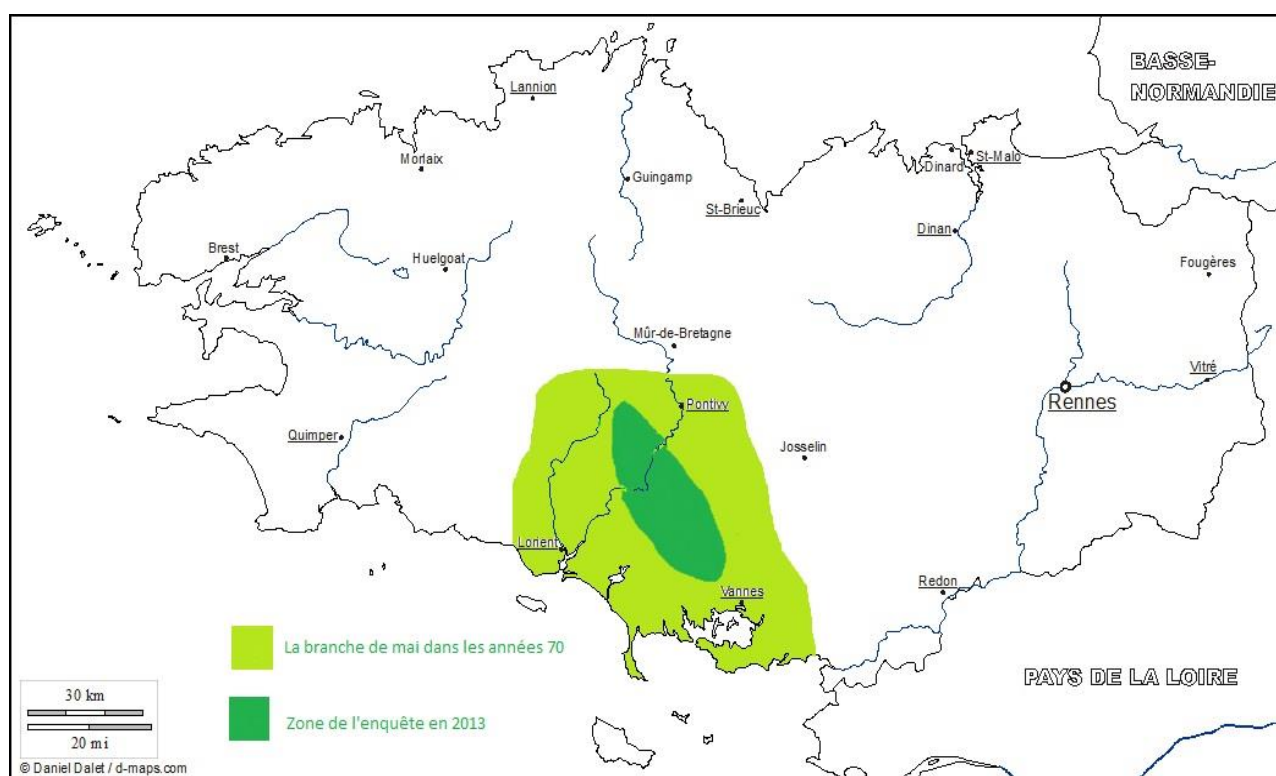 BASSE-
NORMANDIE
Lannion
Morlaix
Guingamp
St-Brieuc
Dinard
St-Malo
Dinan
Brest
Huelgoat
Fougères
Mûr-de-Bretagne
Vitré
Rennes
Pontivy
Quimper
Josselin
Lorient
Redon
Vannes
La branche de mai dans les années 70
PAYS DE LA LOIRE
Zone de l'enquête en 2013
30 km
20 mi
© Daniel Dalet / d-maps.com